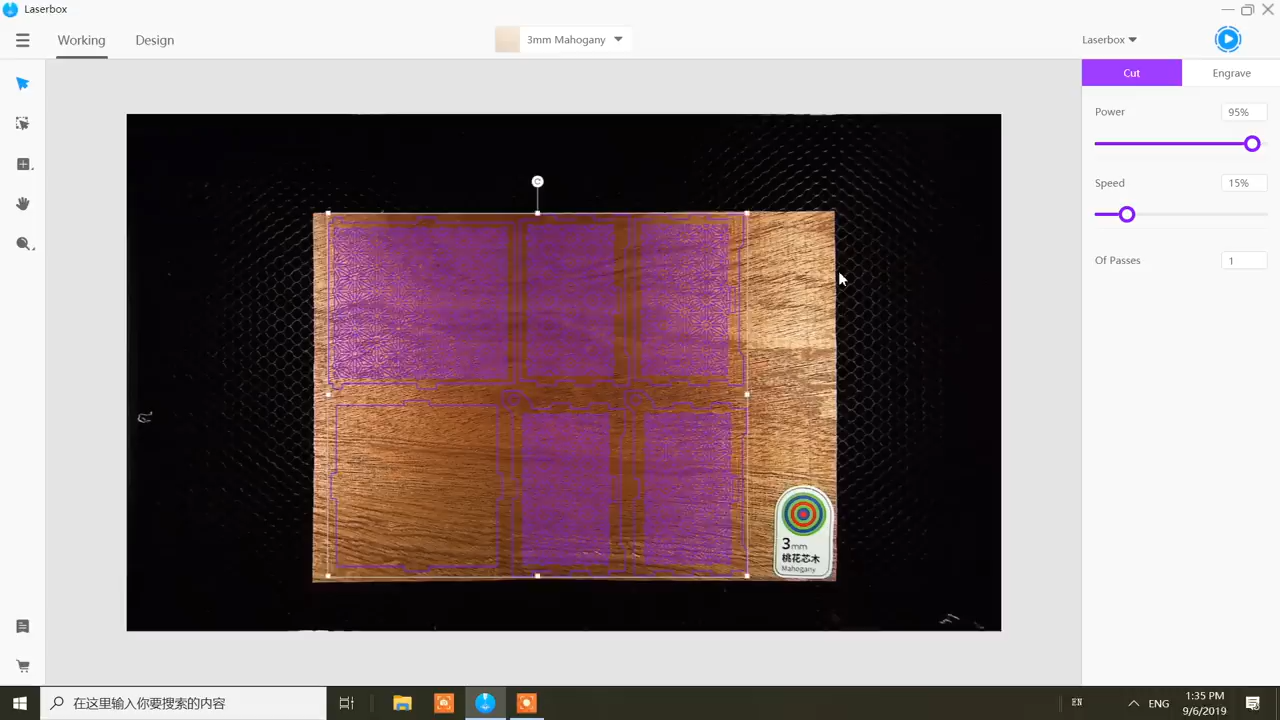 Laserbox
Working
Design
3mm Mahogany
Laserbox
Cut
Engrave
Power
95%
Speed
15%
Of Passes
1
3mm
桃花芯木
Mahogany
在这里输入你要搜索的内容
EN
ENG
1:35 PM
9/6/2019